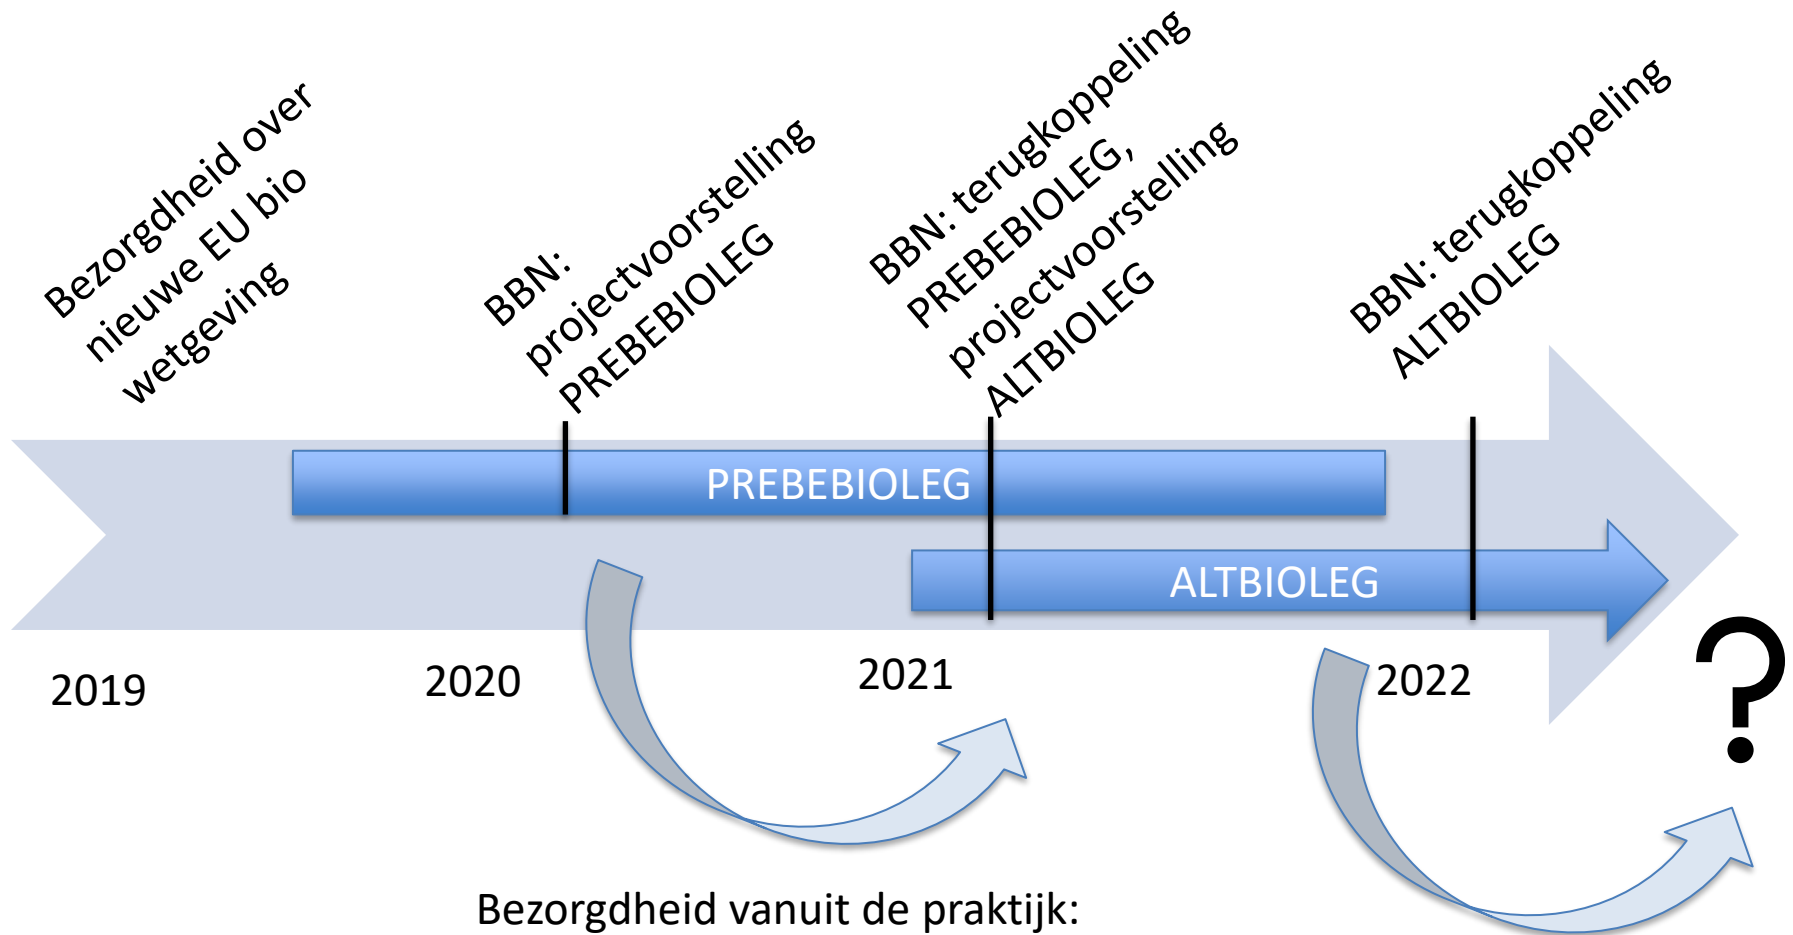 Bezorgdheid over
nieuwe EU bio
wetgeving
BBN:
projectvoorstelling
PREBEBIOLEG
BBN: terugkoppeling
PREBEBIOLEG,
projectvoorstelling
ALTBIOLEG
BBN: terugkoppeling
ALTBIOLEG
PREBEBIOLEG
ALTBIOLEG
2019
2020
2021
2022
?
Bezorgdheid vanuit de praktijk: